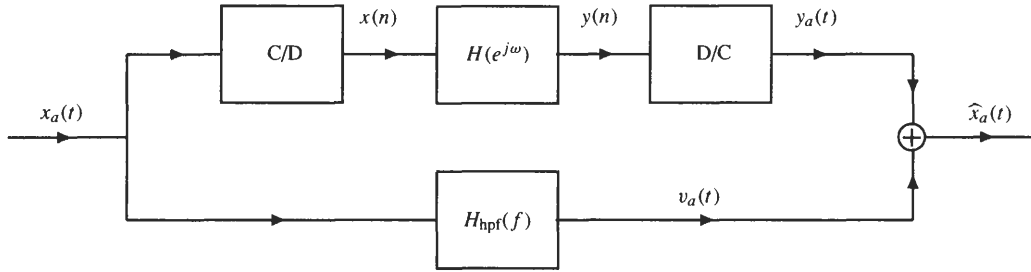 x(n) y(n) y_a(t)
C/D H(e^{jω}) D/C
x_a(t) x̂_a(t)
+
H_hpf(f) v_a(t)